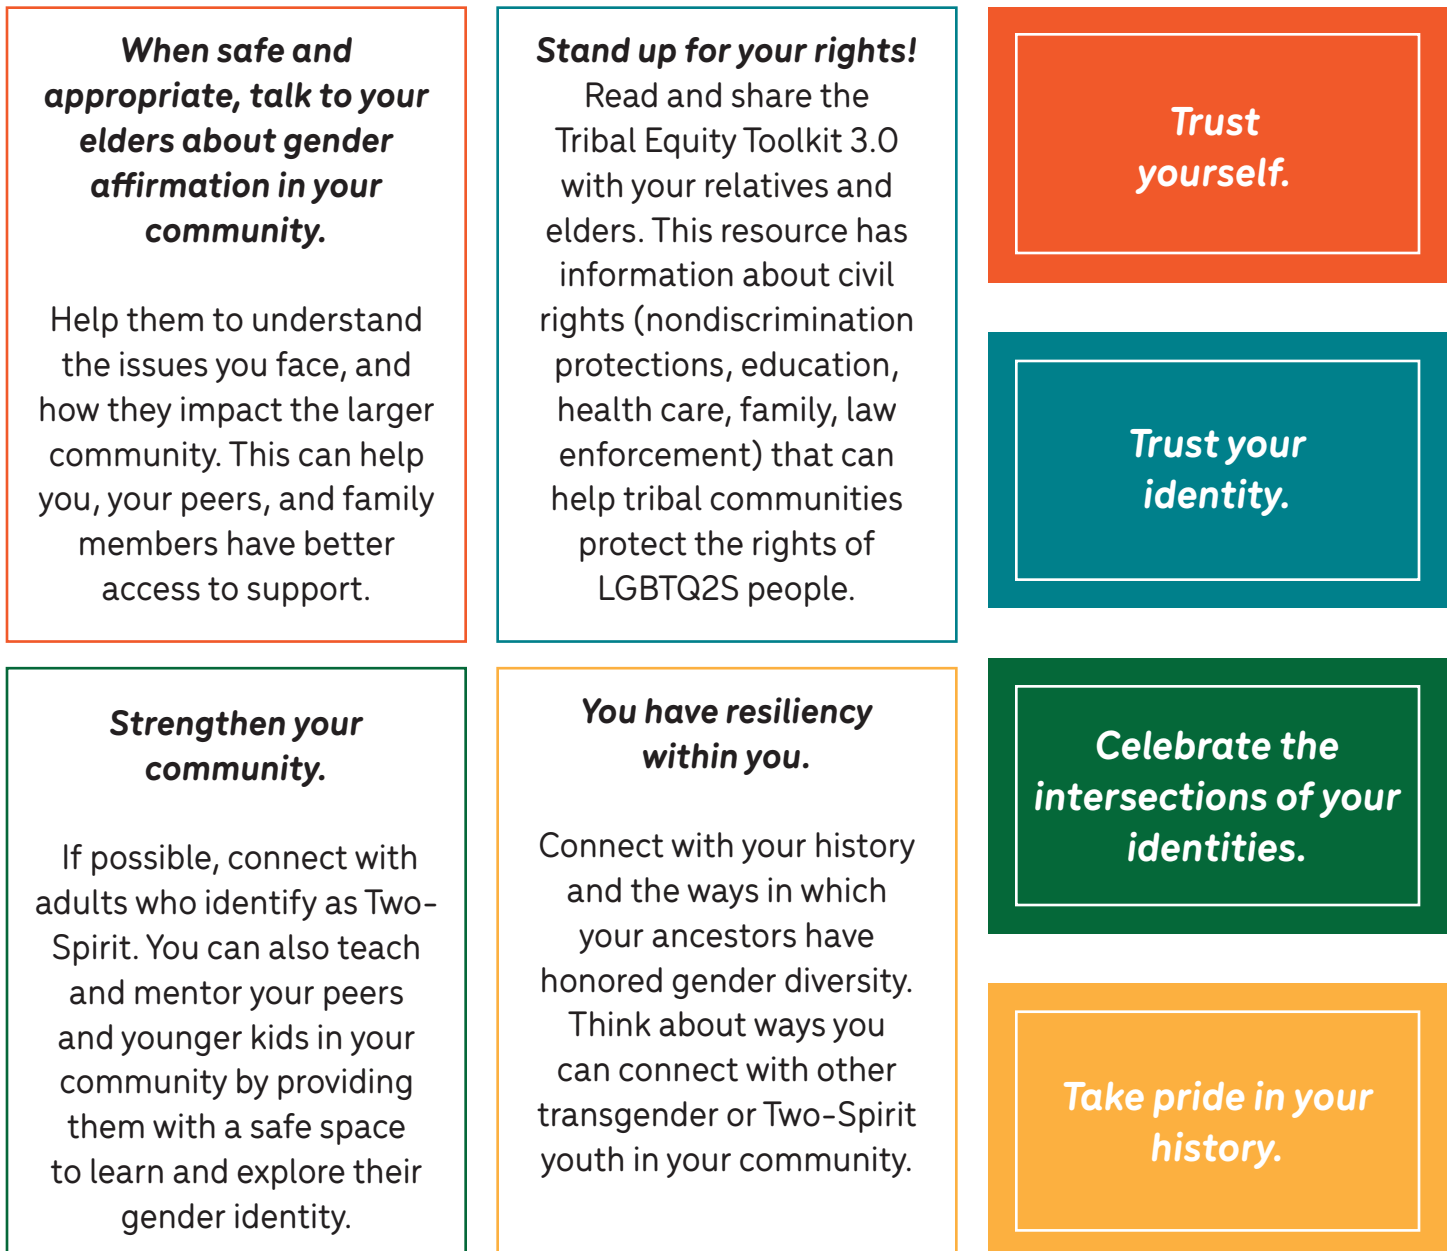 When safe and
appropriate, talk to your
elders about gender
affirmation in your
community.
Help them to understand
the issues you face, and
how they impact the larger
community. This can help
you, your peers, and family
members have better
access to support.
Stand up for your rights!
Read and share the
Tribal Equity Toolkit 3.0
with your relatives and
elders. This resource has
information about civil
rights (nondiscrimination
protections, education,
health care, family, law
enforcement) that can
help tribal communities
protect the rights of
LGBTQ2S people.
Strengthen your
community.
If possible, connect with
adults who identify as Two-
Spirit. You can also teach
and mentor your peers
and younger kids in your
community by providing
them with a safe space
to learn and explore their
gender identity.
You have resiliency
within you.
Connect with your history
and the ways in which
your ancestors have
honored gender diversity.
Think about ways you
can connect with other
transgender or Two-Spirit
youth in your community.
Trust
yourself.
Trust your
identity.
Celebrate the
intersections of your
identities.
Take pride in your
history.